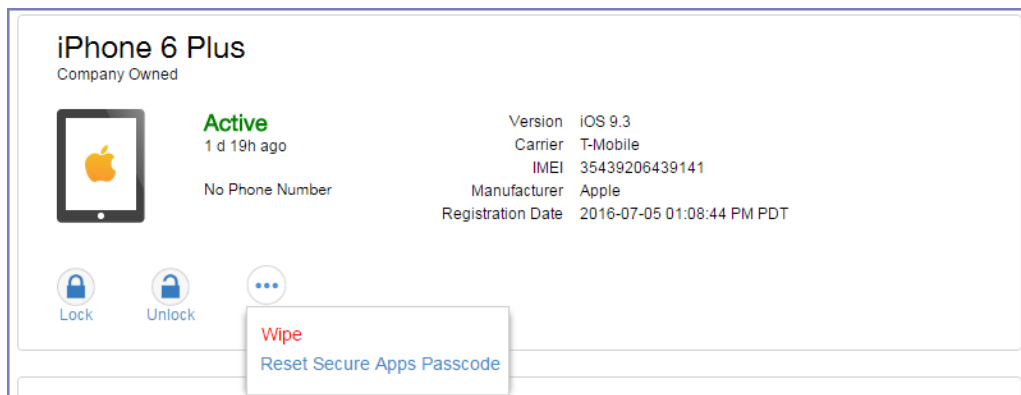 iPhone 6 Plus
Company Owned
Active
1 d 19h ago
No Phone Number
Version iOS 9.3
Carrier T-Mobile
IMEI 35439206439141
Manufacturer Apple
Registration Date 2016-07-05 01:08:44 PM PDT
Lock
Unlock
Wipe
Reset Secure Apps Passcode